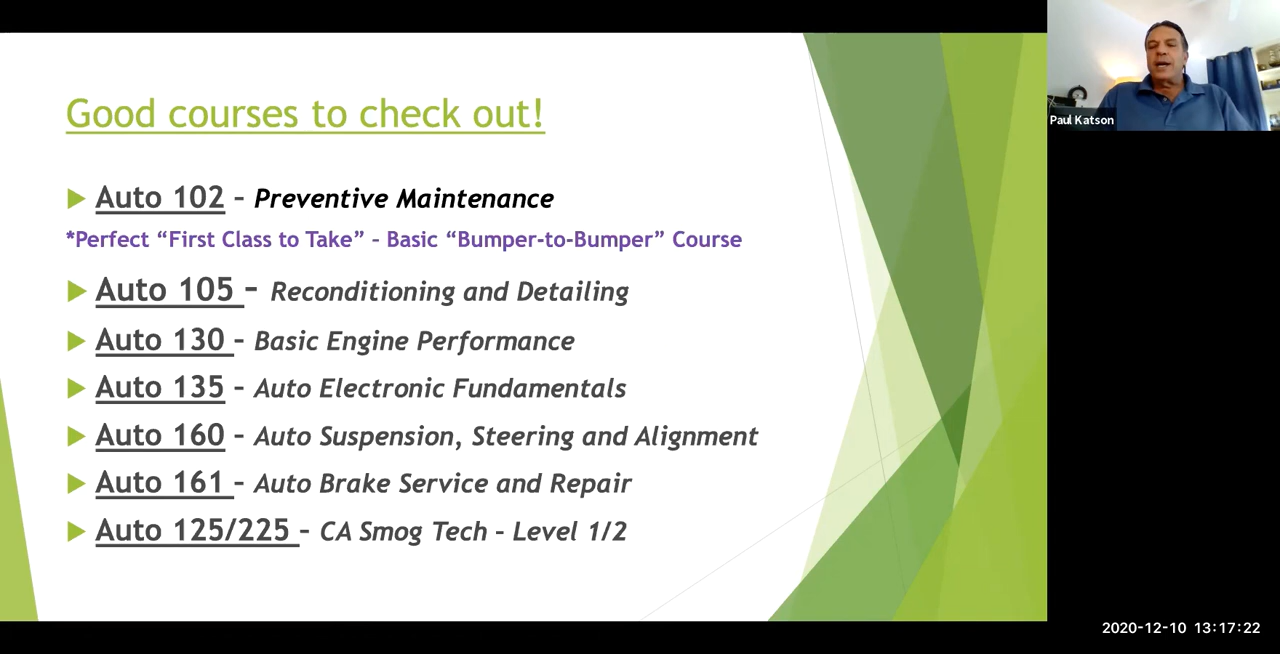 Good courses to check out!
Auto 102 – Preventive Maintenance
*Perfect “First Class to Take” – Basic “Bumper-to-Bumper” Course
Auto 105 – Reconditioning and Detailing
Auto 130 – Basic Engine Performance
Auto 135 – Auto Electronic Fundamentals
Auto 160 – Auto Suspension, Steering and Alignment
Auto 161 – Auto Brake Service and Repair
Auto 125/225 – CA Smog Tech – Level 1/2
Paul Katson
2020-12-10 13:17:22